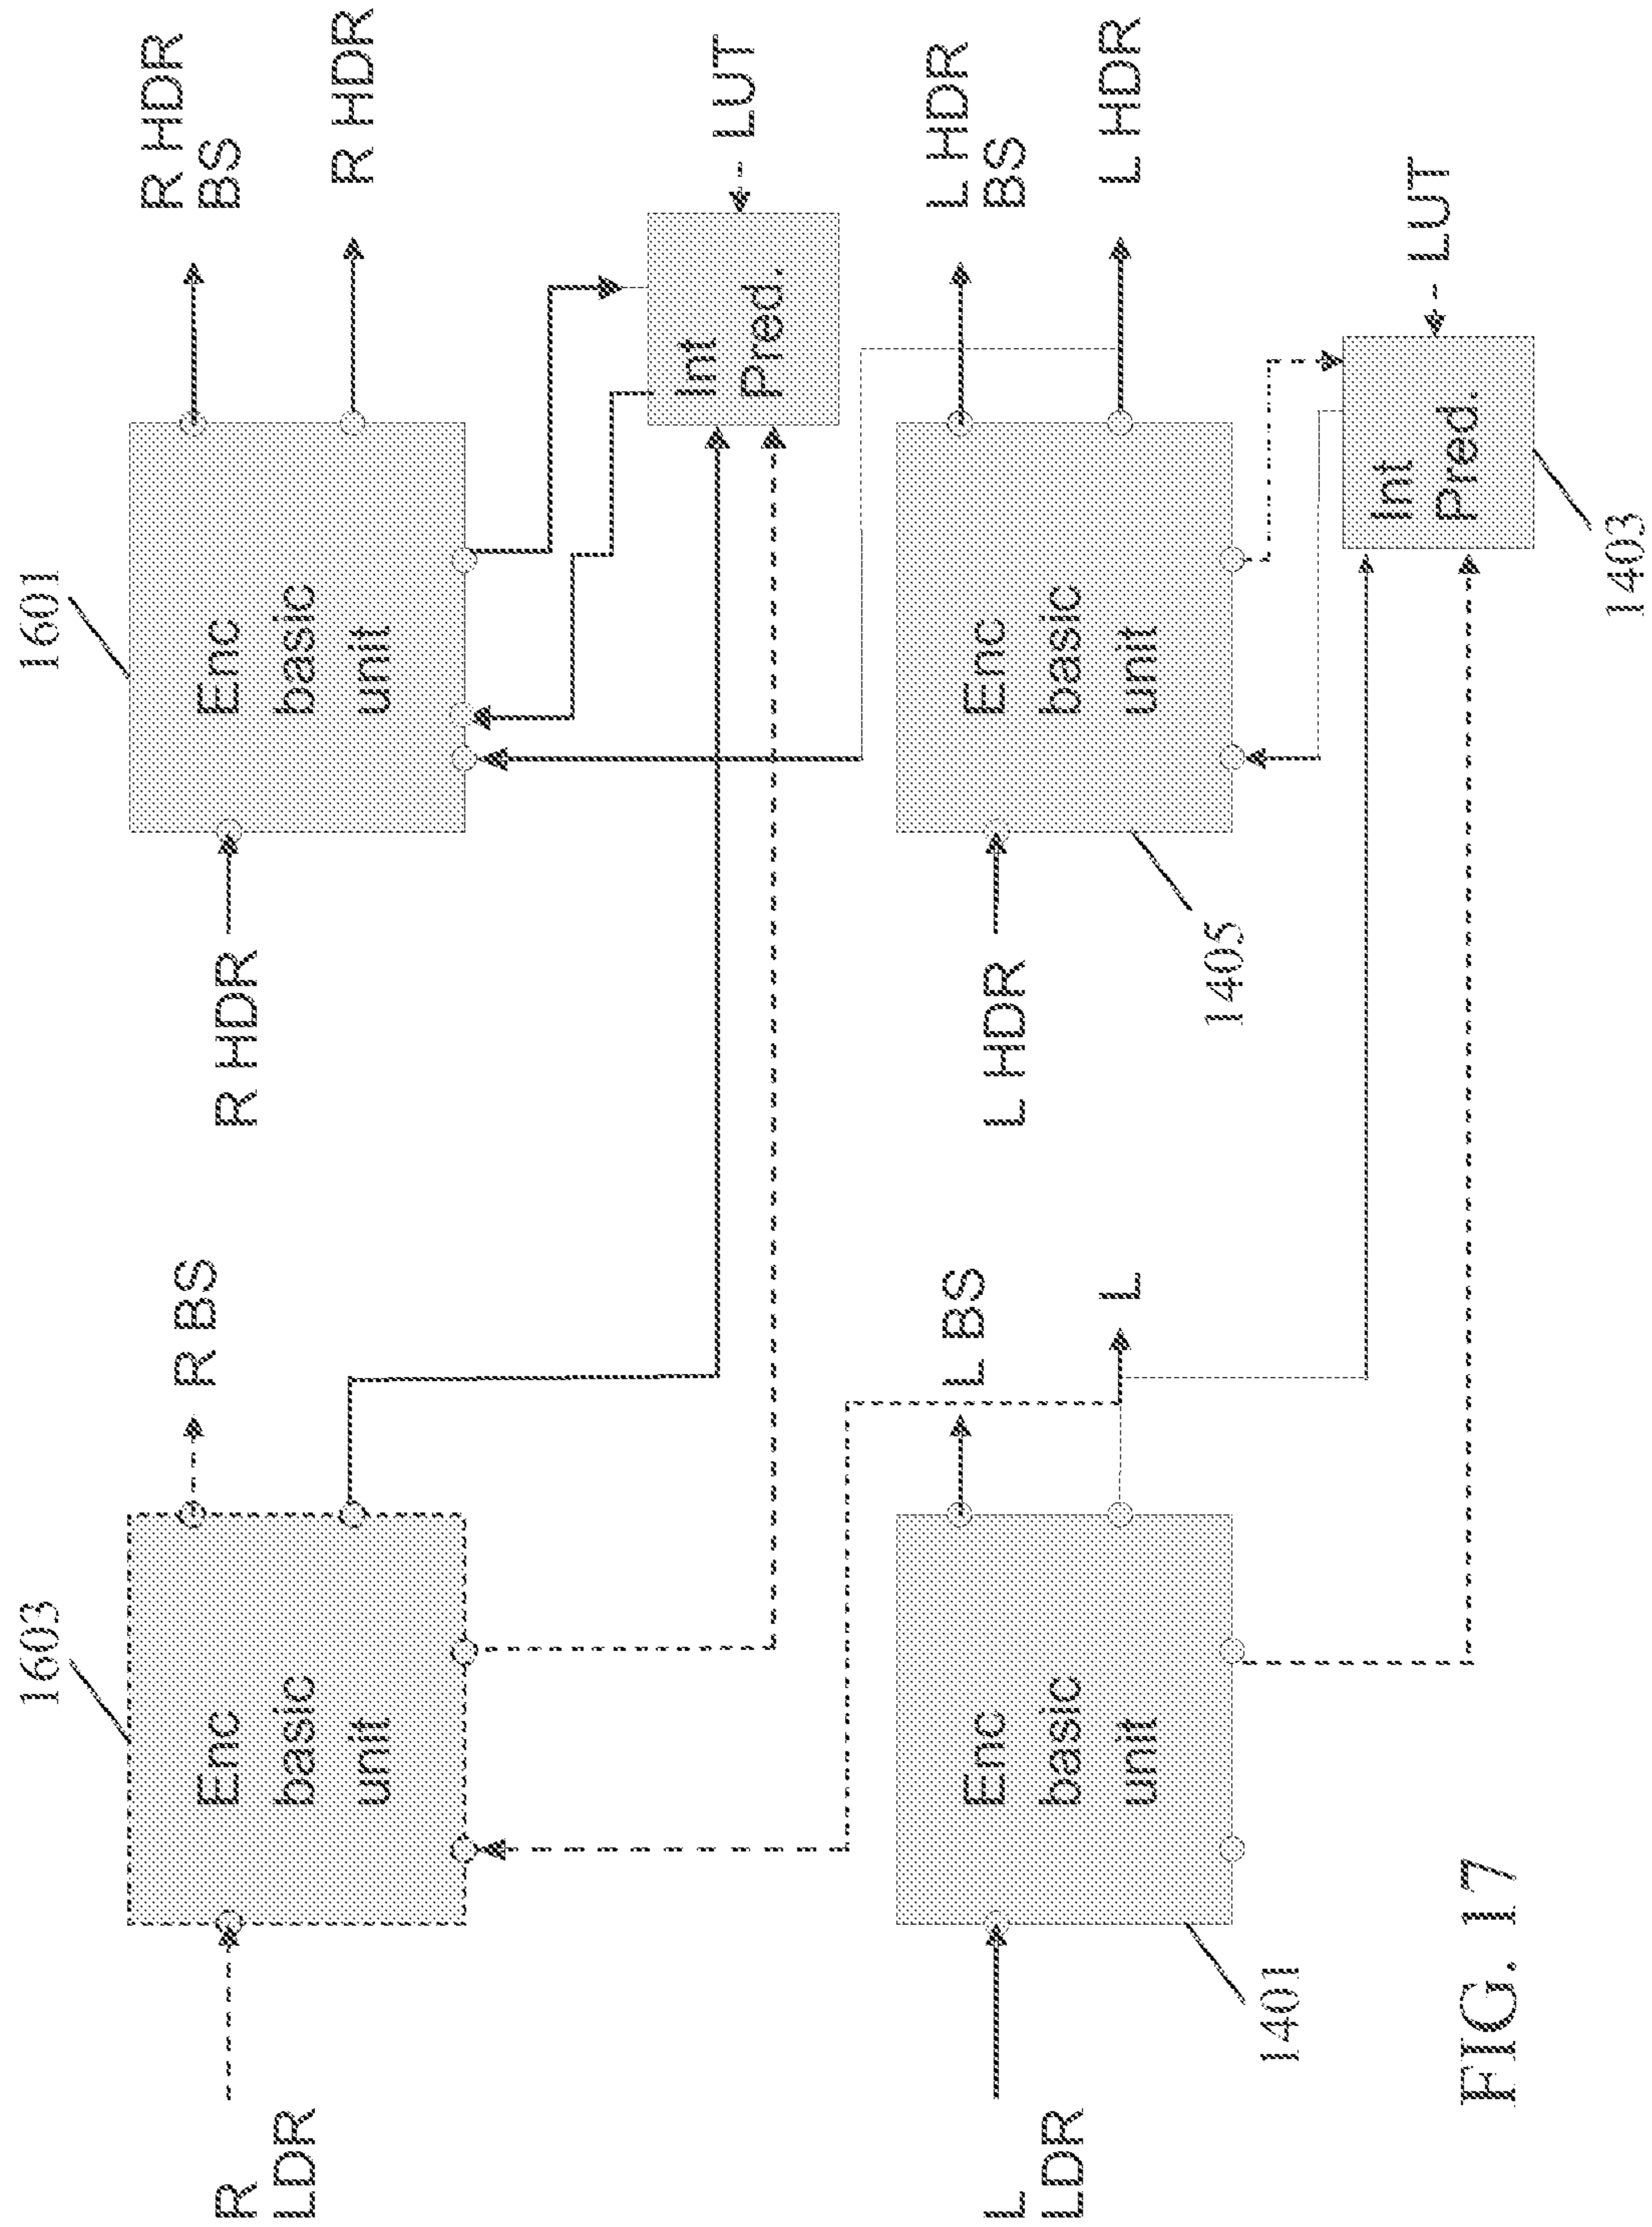 R
LDR
1603
Enc
basic
unit
R BS
R HDR
1601
Enc
basic
unit
R HDR
BS
R HDR
Int
Pred.
LUT
L
LDR
1401
Enc
basic
unit
L BS
L
L HDR
1405
Enc
basic
unit
L HDR
BS
L HDR
Int
Pred.
LUT
1403
FIG. 17